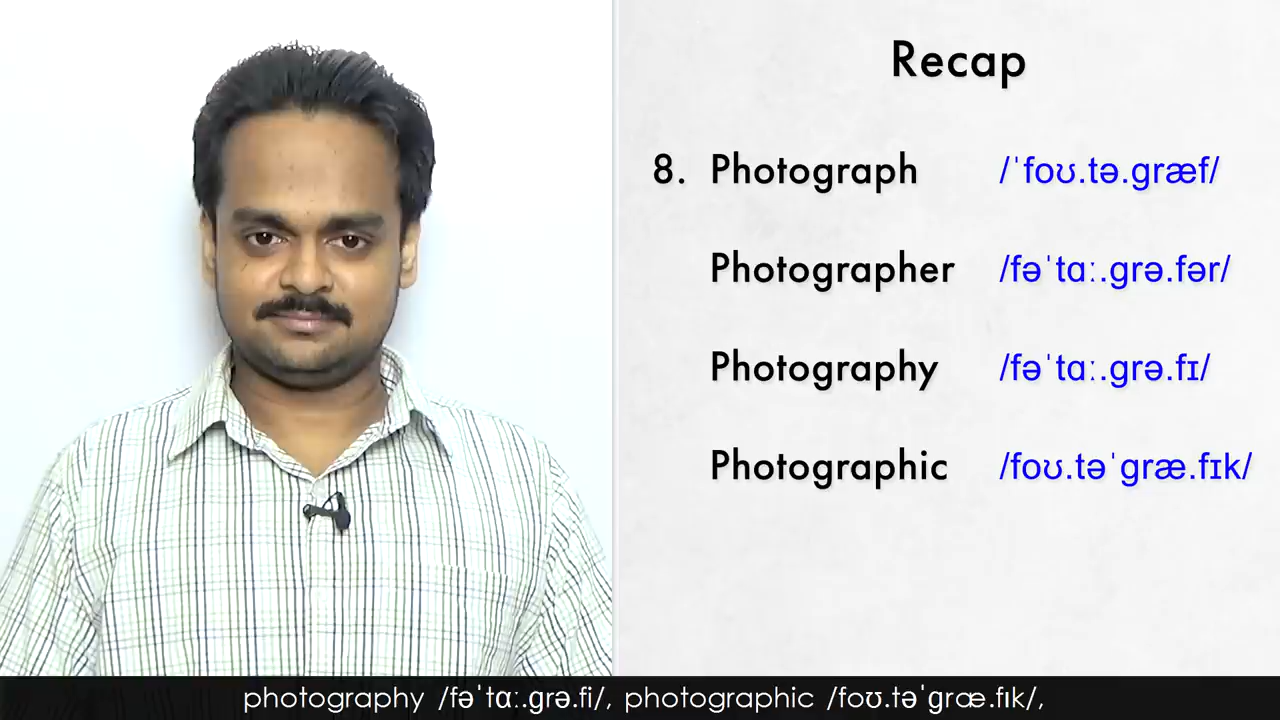 Recap
8. Photograph /ˈfoʊ.tə.græf/
Photographer /fəˈtɑː.grə.fər/
Photography /fəˈtɑː.grə.fɪ/
Photographic /foʊ.təˈgræ.fɪk/
photography /fəˈtɑː.grə.fi/, photographic /foʊ.təˈgræ.fɪk/,